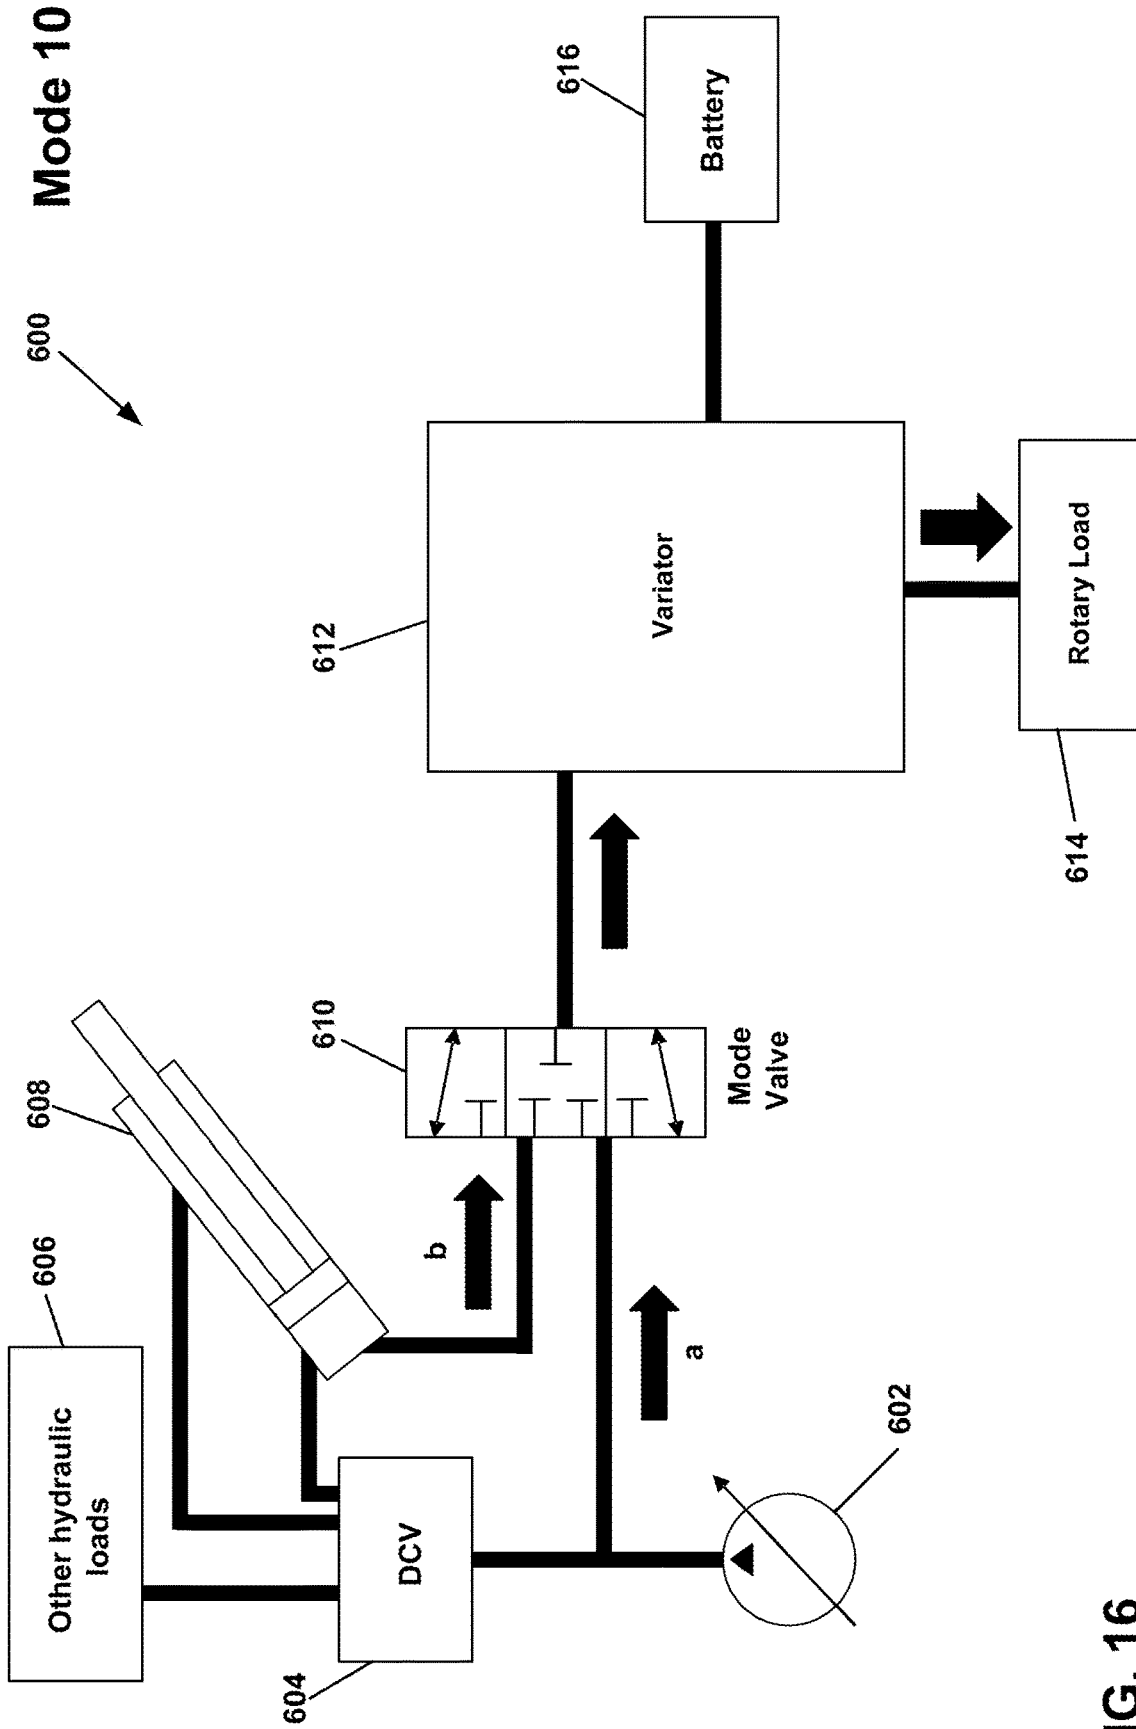 Mode 10
600
606
Other hydraulic
loads
608
610
612
616
Battery
Variator
b
Mode
Valve
DCV
604
a
602
614
Rotary Load
IG. 16